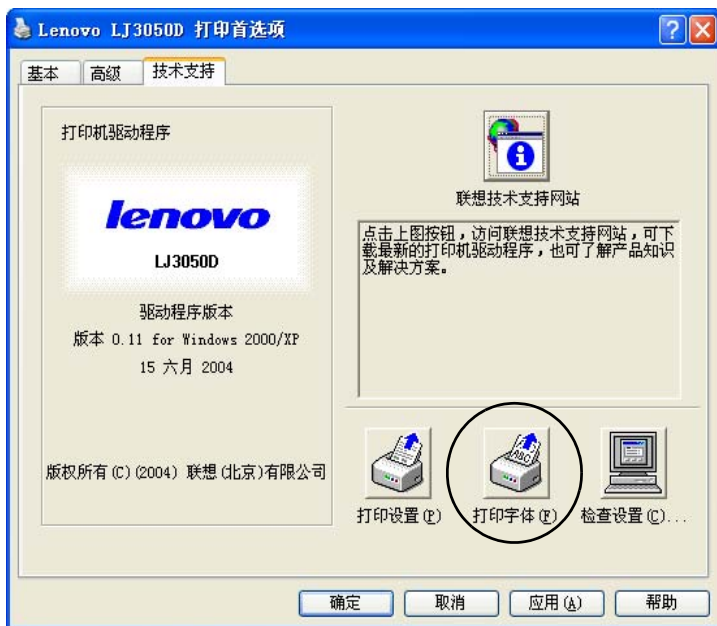 Lenovo LJ3050D 打印首选项
基本 高级 技术支持
打印机驱动程序
lenovo
LJ3050D
驱动程序版本
版本 0.11 for Windows 2000/XP
15 六月 2004
版权所有(C)(2004) 联想(北京)有限公司
联想技术支持网站
点击上图按钮，访问联想技术支持网站，可下
载最新的打印机驱动程序，也可了解产品知识
及解决方案。
打印设置(P) 打印字体(F) 检查设置(C)...
确定 取消 应用(A) 帮助